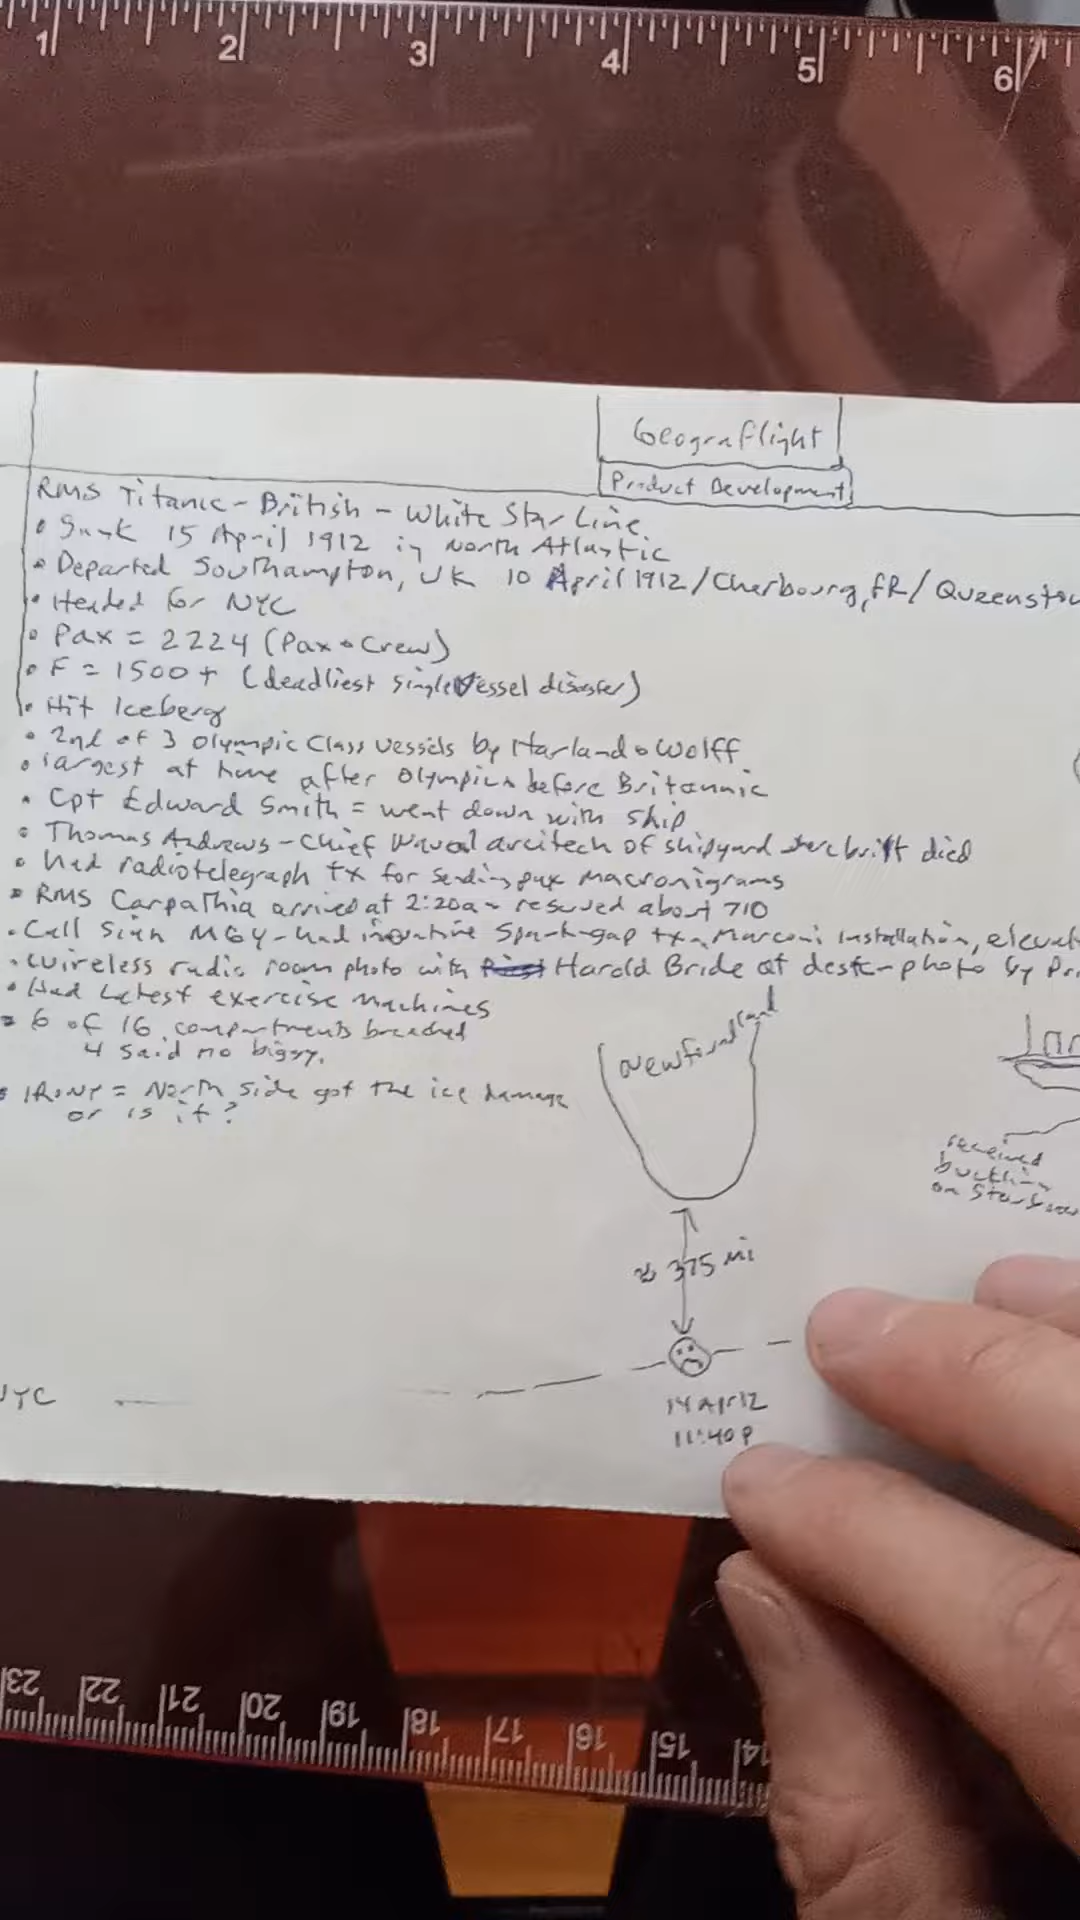 1 2 3 4 5 6
Geograflight
Product Development
RMS Titanic - British - White Star Line
• Sunk 15 April 1912 in North Atlantic
• Departed Southampton, UK 10 April 1912 / Cherbourg, FR / Queenstow
• Headed for NYC
• Pax = 2224 (Pax & Crew)
• F = 1500+ (deadliest single vessel disaster)
• Hit Iceberg
• 2nd of 3 Olympic Class vessels by Harland & Wolff
• largest at time after Olympic & before Britannic
• Cpt Edward Smith = went down with ship
• Thomas Andrews - Chief Naval arcitech of shipyard built died
• Had radiotelegraph tx for sending pax macronigrams
• RMS Carpathia arrived at 2:20a rescued about 710
• Call Sign MGY - had Spark-gap tx Marconi installation, elevat
• Wireless radio room photo with Harold Bride at desk - photo by Pri
• Had Latest exercise machines
• 6 of 16 compartments breached
4 said no biggy.
• IRONY = North side got the ice damage
or is it?
Newfoundland
received
buckling
on Starboar
≈ 375 mi
NYC
14 Apr 12
11:40p
23 22 21 20 19 18 17 16 15 14